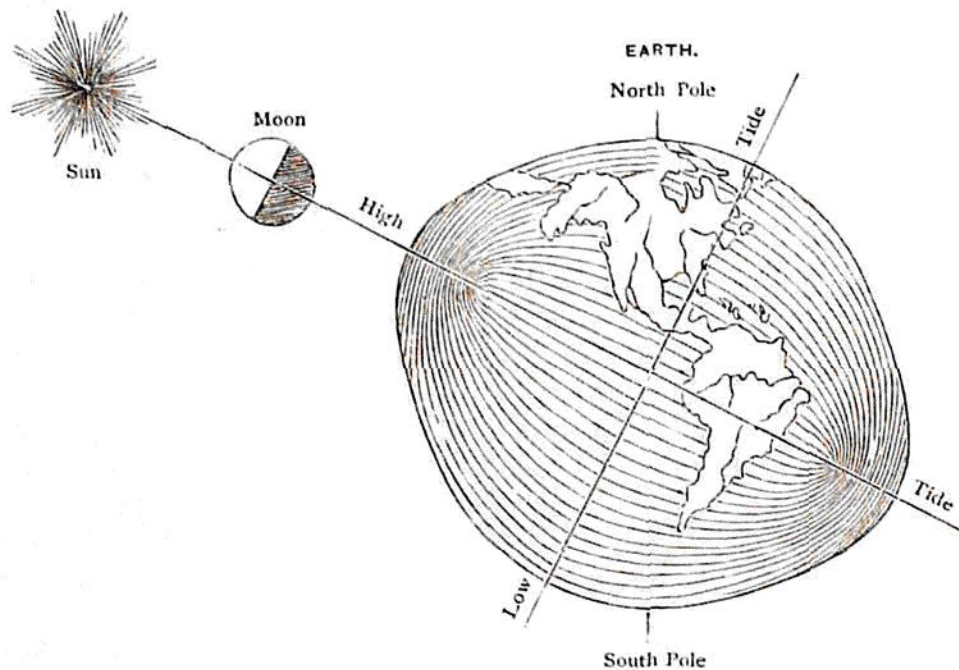 EARTH.
North Pole
Tide
Moon
Sun
High
Tide
Low
South Pole